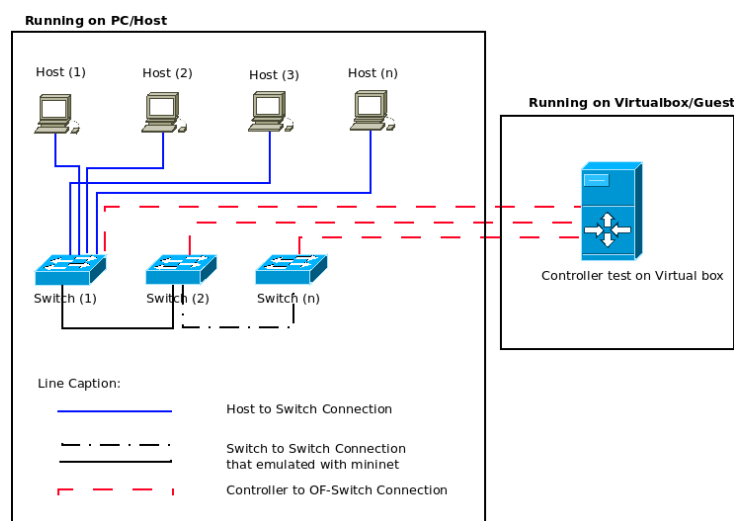 Running on PC/Host
Host (1)
Host (2)
Host (3)
Host (n)
Running on Virtualbox/Guest
Controller test on Virtual box
Switch (1)
Switch (2)
Switch (n)
Line Caption:
Host to Switch Connection
Switch to Switch Connection
that emulated with mininet
Controller to OF-Switch Connection